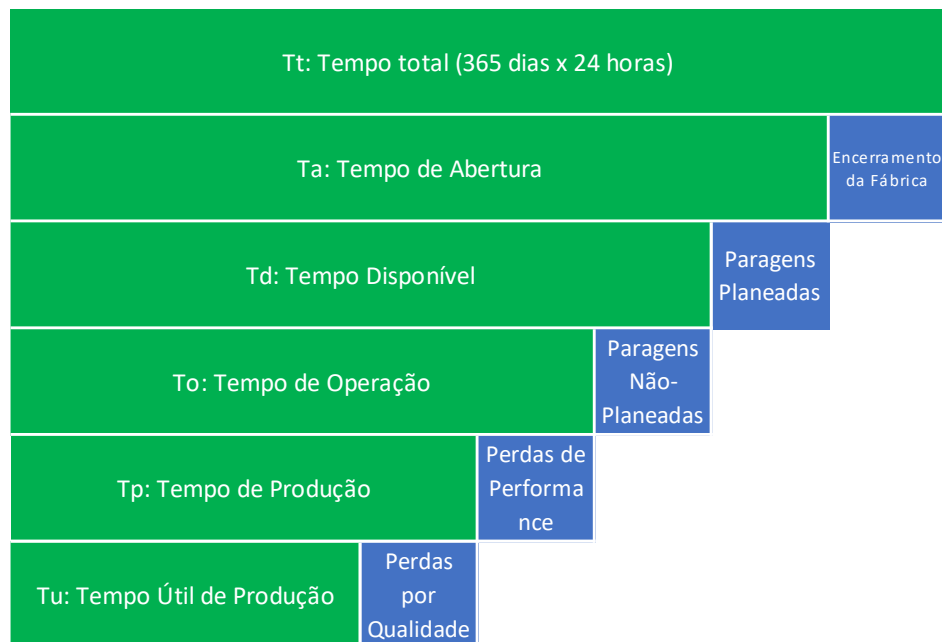 Tt: Tempo total (365 dias x 24 horas)
Ta: Tempo de Abertura
Encerramento
da Fábrica
Td: Tempo Disponível
Paragens
Planeadas
To: Tempo de Operação
Paragens
Não-
Planeadas
Tp: Tempo de Produção
Perdas de
Performa
nce
Tu: Tempo Útil de Produção
Perdas
por
Qualidade